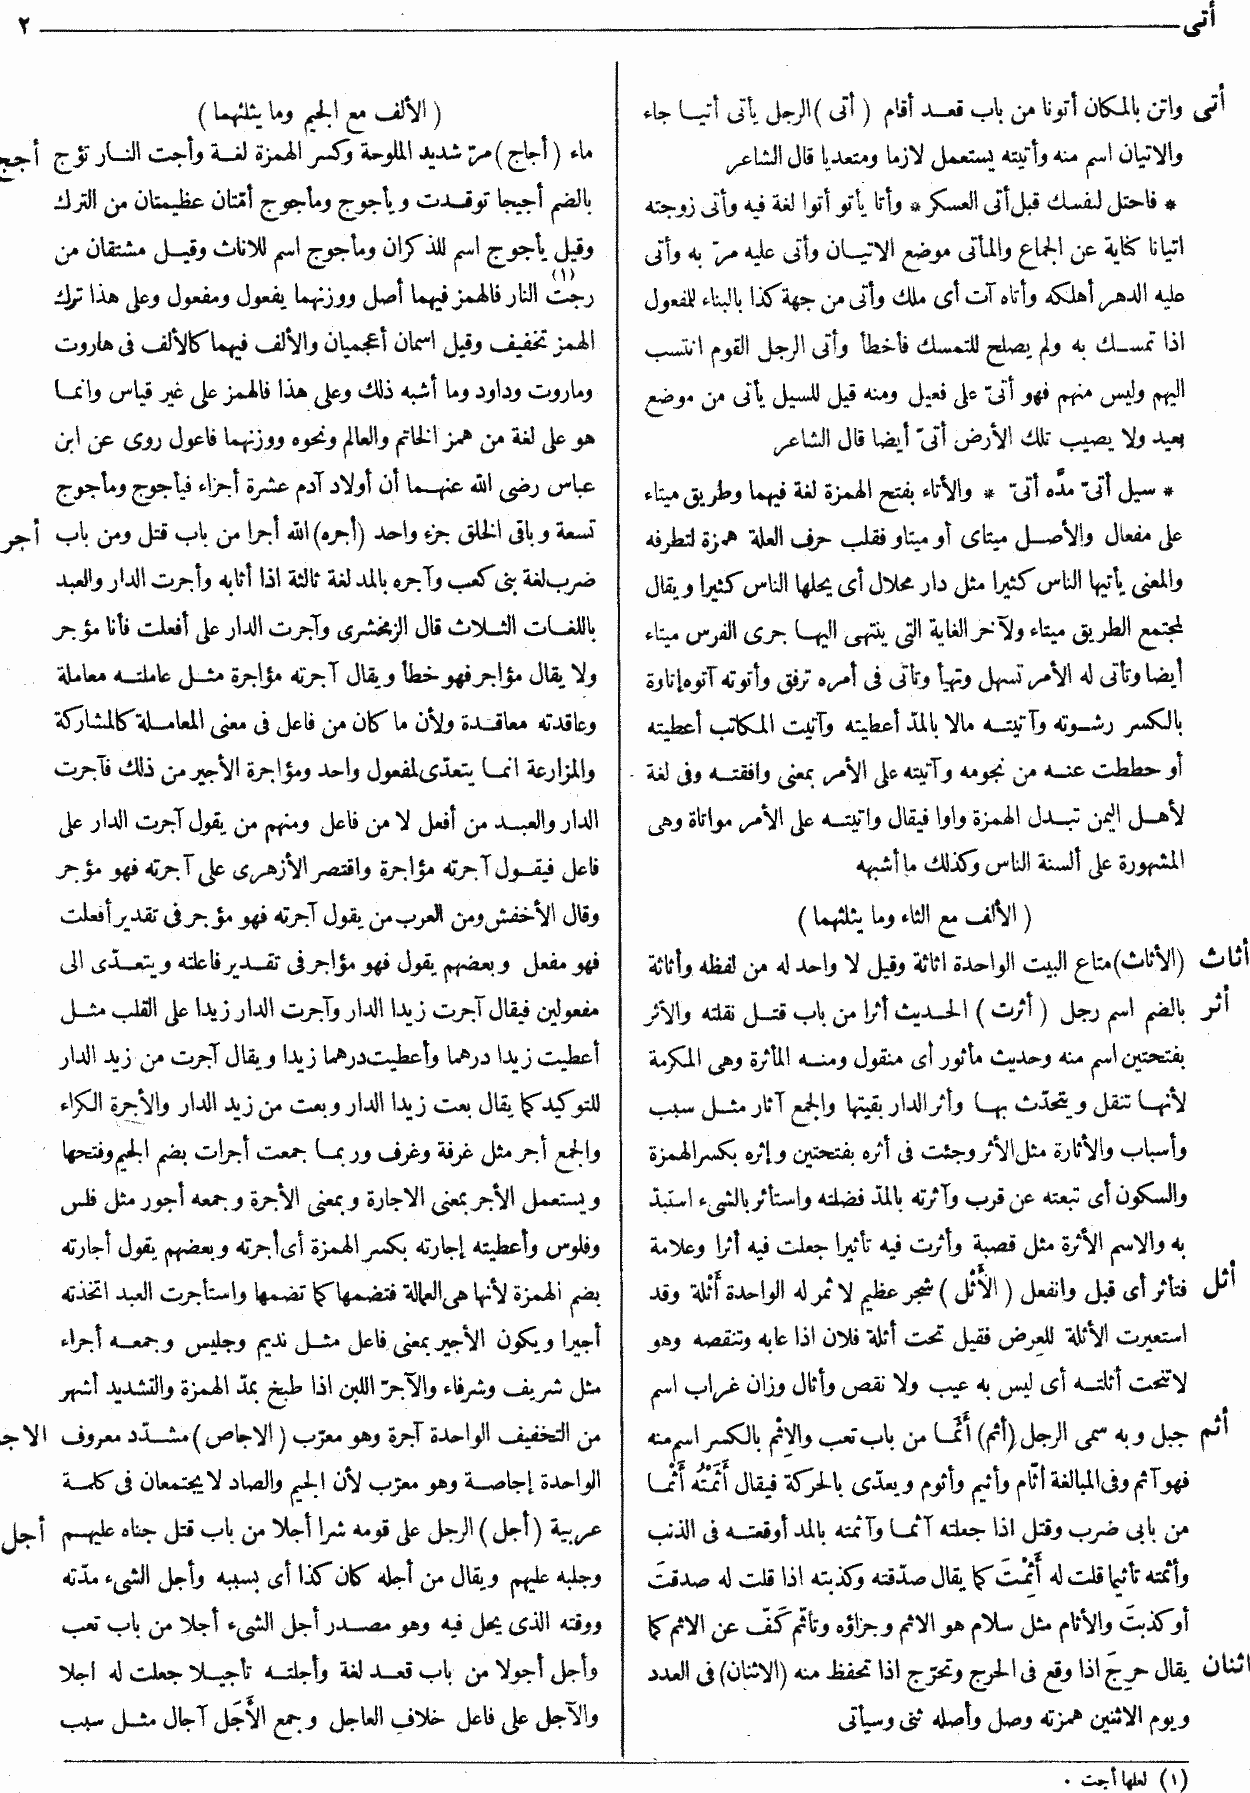 أتى
٢
أتى
واتن بالمكان أتونا من باب قعد أقام (أتى) الرجل يأتى أتيا جاء
والاتيان اسم منه وأتيته يستعمل لازما ومتعديا قال الشاعر
* فاحتل لنفسك قبل أتى العسكر * وأتا يأتو أتوا لغة فيه وأتى زوجته
اتيانا كناية عن الجماع والمأتى موضع الاتيان وأتى عليه مرّ به وأتى
عليه الدهر أهلكه وأتاه آت أى ملك وأتى من جهة كذا بالبناء للمفعول
اذا تمسك به ولم يصلح للتمسك فأخطأ وأتى الرجل القوم انتسب
اليهم وليس منهم فهو أتىّ على فعيل ومنه قيل للسيل يأتى من موضع
بعيد ولا يصيب تلك الأرض أتىّ أيضا قال الشاعر
* سيل أتىّ مدَّه أتىّ * والأتاء بفتح الهمزة لغة فيهما وطريق ميتاء
على مفعال والأصل ميتاى أو ميتاو فقلب حرف العلة همزة لتطرفه
والمعنى يأتيها الناس كثيرا مثل دار محلال أى يحلها الناس كثيرا ويقال
لمجتمع الطريق ميتاء ولآخر الغاية التى ينتهى اليها جرى الفرس ميتاء
أيضا وتأتى له الأمر تسهل وتهيأ وتأتى فى أمره ترفق وأتوته آتوه إتاوة
بالكسر رشوته وآتيته مالا بالمدّ أعطيته وآتيت المكاتب أعطيته
أو حططت عنه من نجومه وآتيته على الأمر بمعنى وافقته وفى لغة
لأهل اليمن تبدل الهمزة واوا فيقال واتيته على الأمر مواتاة وهى
المشهورة على ألسنة الناس وكذلك ما أشبهه
(الألف مع الثاء وما يثلثهما)
أثاث
(الأثاث) متاع البيت الواحدة اثاثة وقيل لا واحد له من لفظه وأثاثة
أثر
بالضم اسم رجل (أثرت) الحديث أثرا من باب قتل نقلته والأثر
بفتحتين اسم منه وحديث مأثور أى منقول ومنه المأثرة وهى المكرمة
لأنها تنقل ويتحدّث بها وأثر الدار بقيتها والجمع آثار مثل سبب
وأسباب والأثارة مثل الأثر وجئت فى أثره بفتحتين وإثره بكسر الهمزة
والسكون أى تبعته عن قرب وآثرته بالمدّ فضلته واستأثر بالشىء استبدّ
به والاسم الأثرة مثل قصبة وأثرت فيه تأثيرا جعلت فيه أثرا وعلامة
أثل
فتأثر أى قبل وانفعل (الأَثْل) شجر عظيم لا ثمر له الواحدة أَثْلة وقد
استعيرت الأثلة للعرض فقيل نحت أثلة فلان اذا عابه وتنقصه وهو
لا تنحت أثلته أى ليس به عيب ولا نقص وأثال وزان غراب اسم
أثم
جبل وبه سمى الرجل (أثم) أَثَما من باب تعب والاِثْم بالكسر اسم منه
فهو آثم وفى المبالغة أثّام وأثيم وأثوم ويعدّى بالحركة فيقال أَثَمْتُه أَثْما
من بابى ضرب وقتل اذا جعلته آثما وآثمته بالمد أوقعته فى الذنب
وأثمته تأثيما قلت له أَثِمْتَ كما يقال صدّقته وكذبته اذا قلت له صدقتَ
أو كذبتَ والأثام مثل سلام هو الاثم وجزاؤه وتأثّم كَفّ عن الاثم كما
اثنان
يقال حرِجَ اذا وقع فى الحرج وتحرّج اذا تحفظ منه (الاثنان) فى العدد
ويوم الاثنين همزته وصل وأصله ثنى وسيأتى
(الألف مع الجيم وما يثلثهما)
أجج
ماء (أجاج) مرّ شديد الملوحة وكسر الهمزة لغة وأجت النار تؤج
بالضم أجيجا توقدت ويأجوج ومأجوج أمّتان عظيمتان من الترك
وقيل يأجوج اسم للذكران ومأجوج اسم للاناث وقيل مشتقان من
رجت(١) النار فالهمز فيهما أصل ووزنهما يفعول ومفعول وعلى هذا ترك
الهمز تخفيف وقيل اسمان أعجميان والألف فيهما كالألف فى هاروت
وماروت وداود وما أشبه ذلك وعلى هذا فالهمز على غير قياس وانما
هو على لغة من همز الخاتم والعالم ونحوه ووزنهما فاعول روى عن ابن
عباس رضى الله عنهما أن أولاد آدم عشرة أجزاء فيأجوج ومأجوج
أجر
تسعة وباقى الخلق جزء واحد (أجره) الله أجرا من باب قتل ومن باب
ضرب لغة بنى كعب وآجره بالمد لغة ثالثة اذا أثابه وأجرت الدار والعبد
باللغات الثلاث قال الزمخشرى وآجرت الدار على أفعلت فأنا مؤجر
ولا يقال مؤاجر فهو خطأ ويقال آجرته مؤاجرة مثل عاملته معاملة
وعاقدته معاقدة ولأن ما كان من فاعل فى معنى المعاملة كالمشاركة
والمزارعة انما يتعدّى لمفعول واحد ومؤاجرة الأجير من ذلك فآجرت
الدار والعبد من أفعل لا من فاعل ومنهم من يقول آجرت الدار على
فاعل فيقول آجرته مؤاجرة واقتصر الأزهرى على آجرته فهو مؤجر
وقال الأخفش ومن العرب من يقول آجرته فهو مؤجر فى تقدير أفعلت
فهو مفعل وبعضهم يقول فهو مؤاجر فى تقدير فاعلته ويتعدّى الى
مفعولين فيقال آجرت زيدا الدار وآجرت الدار زيدا على القلب مثل
أعطيت زيدا درهما وأعطيت درهما زيدا ويقال آجرت من زيد الدار
للتوكيد كما يقال بعت زيدا الدار وبعت من زيد الدار والأجرة الكراء
والجمع أجر مثل غرفة وغرف وربما جمعت أجرات بضم الجيم وفتحها
ويستعمل الأجر بمعنى الاجارة وبمعنى الأجرة وجمعه أجور مثل فلس
وفلوس وأعطيته إجارته بكسر الهمزة أى أجرته وبعضهم يقول أجارته
بضم الهمزة لأنها هى العمالة فتضمها كما تضمها واستأجرت العبد اتخذته
أجيرا ويكون الأجير بمعنى فاعل مثل نديم وجليس وجمعه أجراء
مثل شريف وشرفاء والآجرّ اللبن اذا طبخ بمدّ الهمزة والتشديد أشهر
الاج
من التخفيف الواحدة آجرة وهو معرّب (الاجاص) مشدّد معروف
الواحدة إجاصة وهو معرّب لأن الجيم والصاد لا يجتمعان فى كلمة
أجل
عربية (أجل) الرجل على قومه شرا أجلا من باب قتل جناه عليهم
وجلبه عليهم ويقال من أجله كان كذا أى بسببه وأجل الشىء مدّته
ووقته الذى يحل فيه وهو مصدر أجل الشىء أجلا من باب تعب
وأجل أجولا من باب قعد لغة وأجلته تأجيلا جعلت له اجلا
والآجل على فاعل خلاف العاجل وجمع الأَجَل آجال مثل سبب
(١) لعلها أجت .